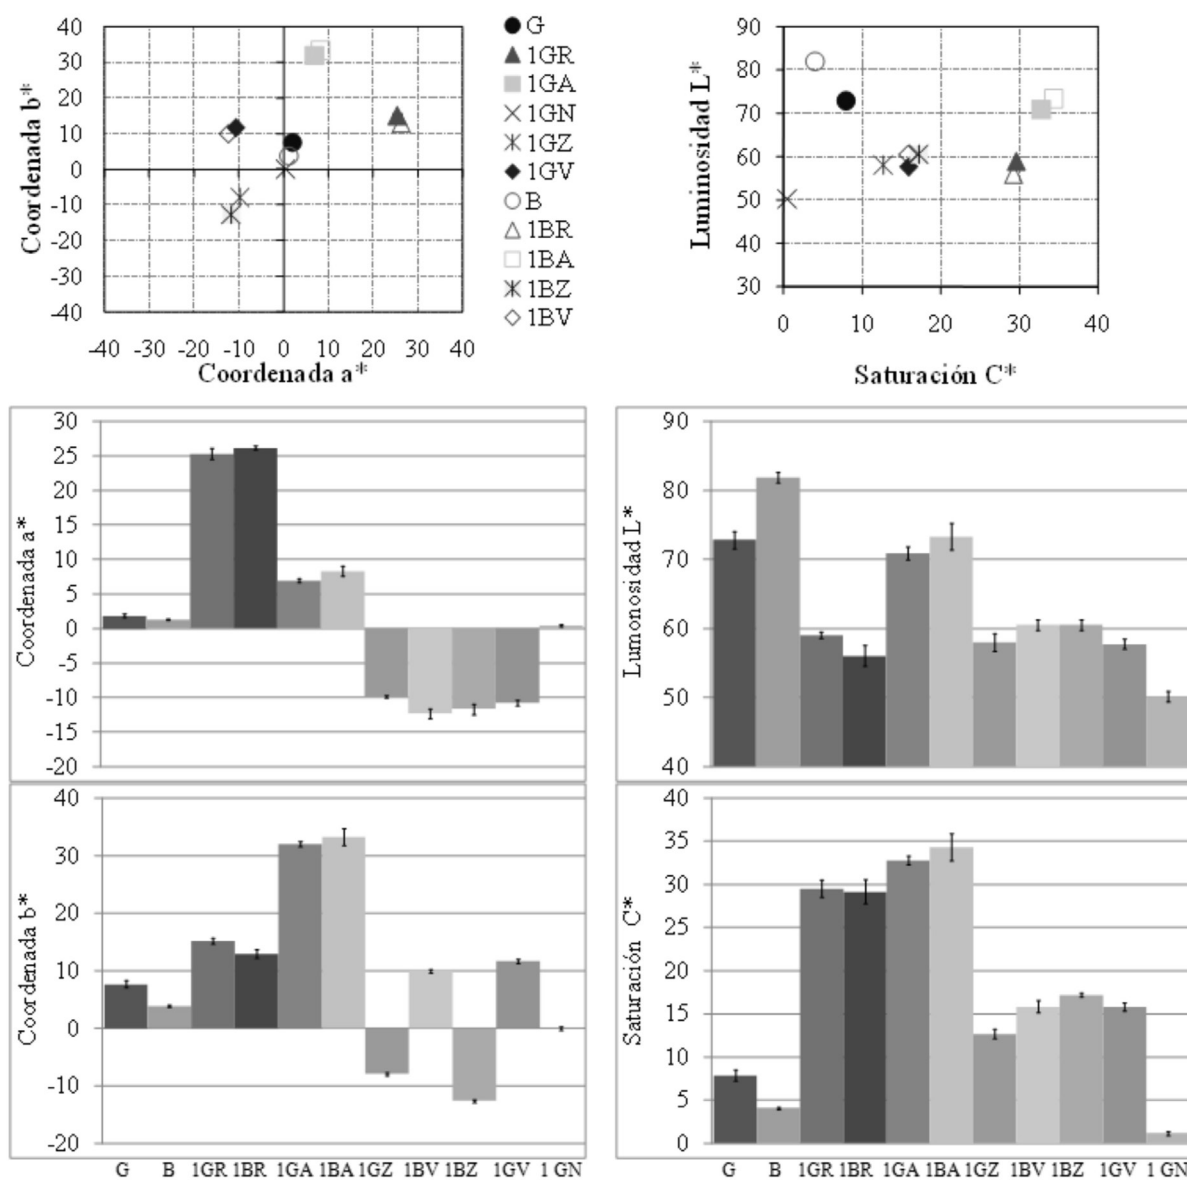 40
30
20
10
0
-10
-20
-30
-40
Coordenada b*
-40 -30 -20 -10 0 10 20 30 40
Coordenada a*
G
1GR
1GA
1GN
1GZ
1GV
B
1BR
1BA
1BZ
1BV
90
80
70
60
50
40
30
Luminosidad L*
0 10 20 30 40
Saturación C*
30
25
20
15
10
5
0
-5
-10
-15
-20
Coordenada a*
90
80
70
60
50
40
Lumonosidad L*
40
30
20
10
0
-10
-20
Coordenada b*
G B 1GR 1BR 1GA 1BA 1GZ 1BV 1BZ 1GV 1 GN
40
35
30
25
20
15
10
5
0
Saturación C*
G B 1GR 1BR 1GA 1BA 1GZ 1BV 1BZ 1GV 1 GN